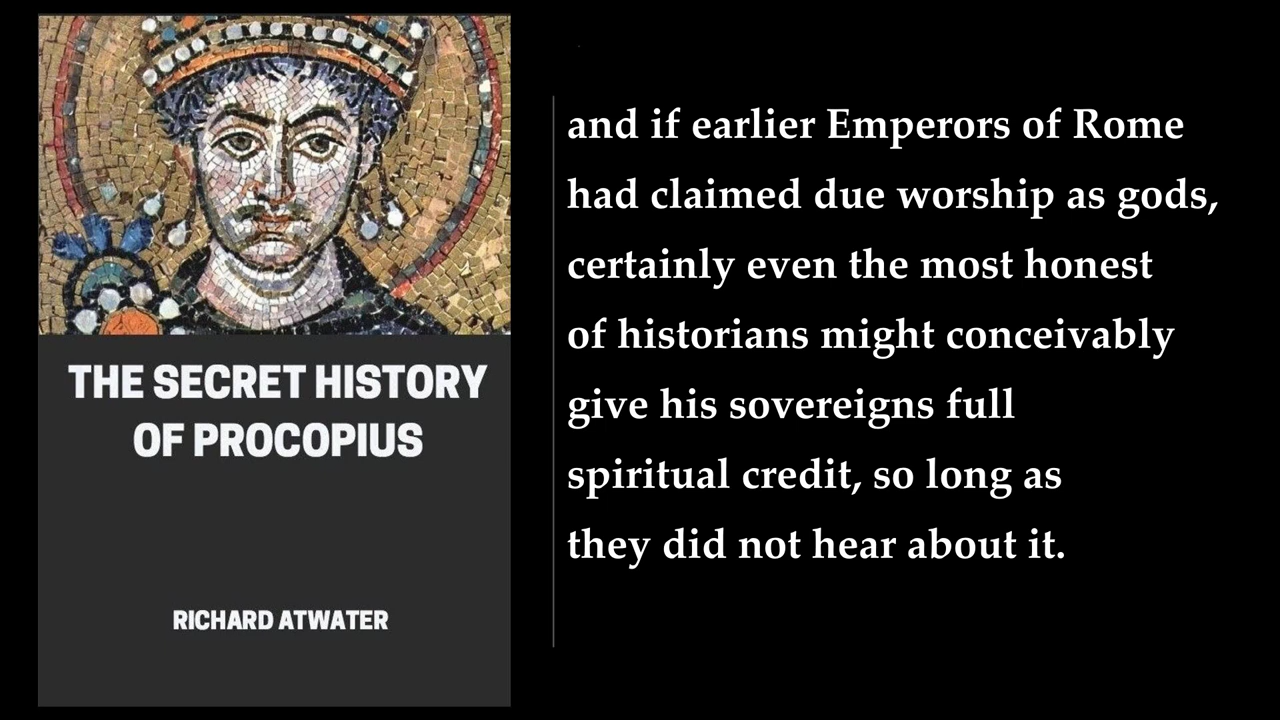 THE SECRET HISTORY
OF PROCOPIUS
RICHARD ATWATER
and if earlier Emperors of Rome
had claimed due worship as gods,
certainly even the most honest
of historians might conceivably
give his sovereigns full
spiritual credit, so long as
they did not hear about it.